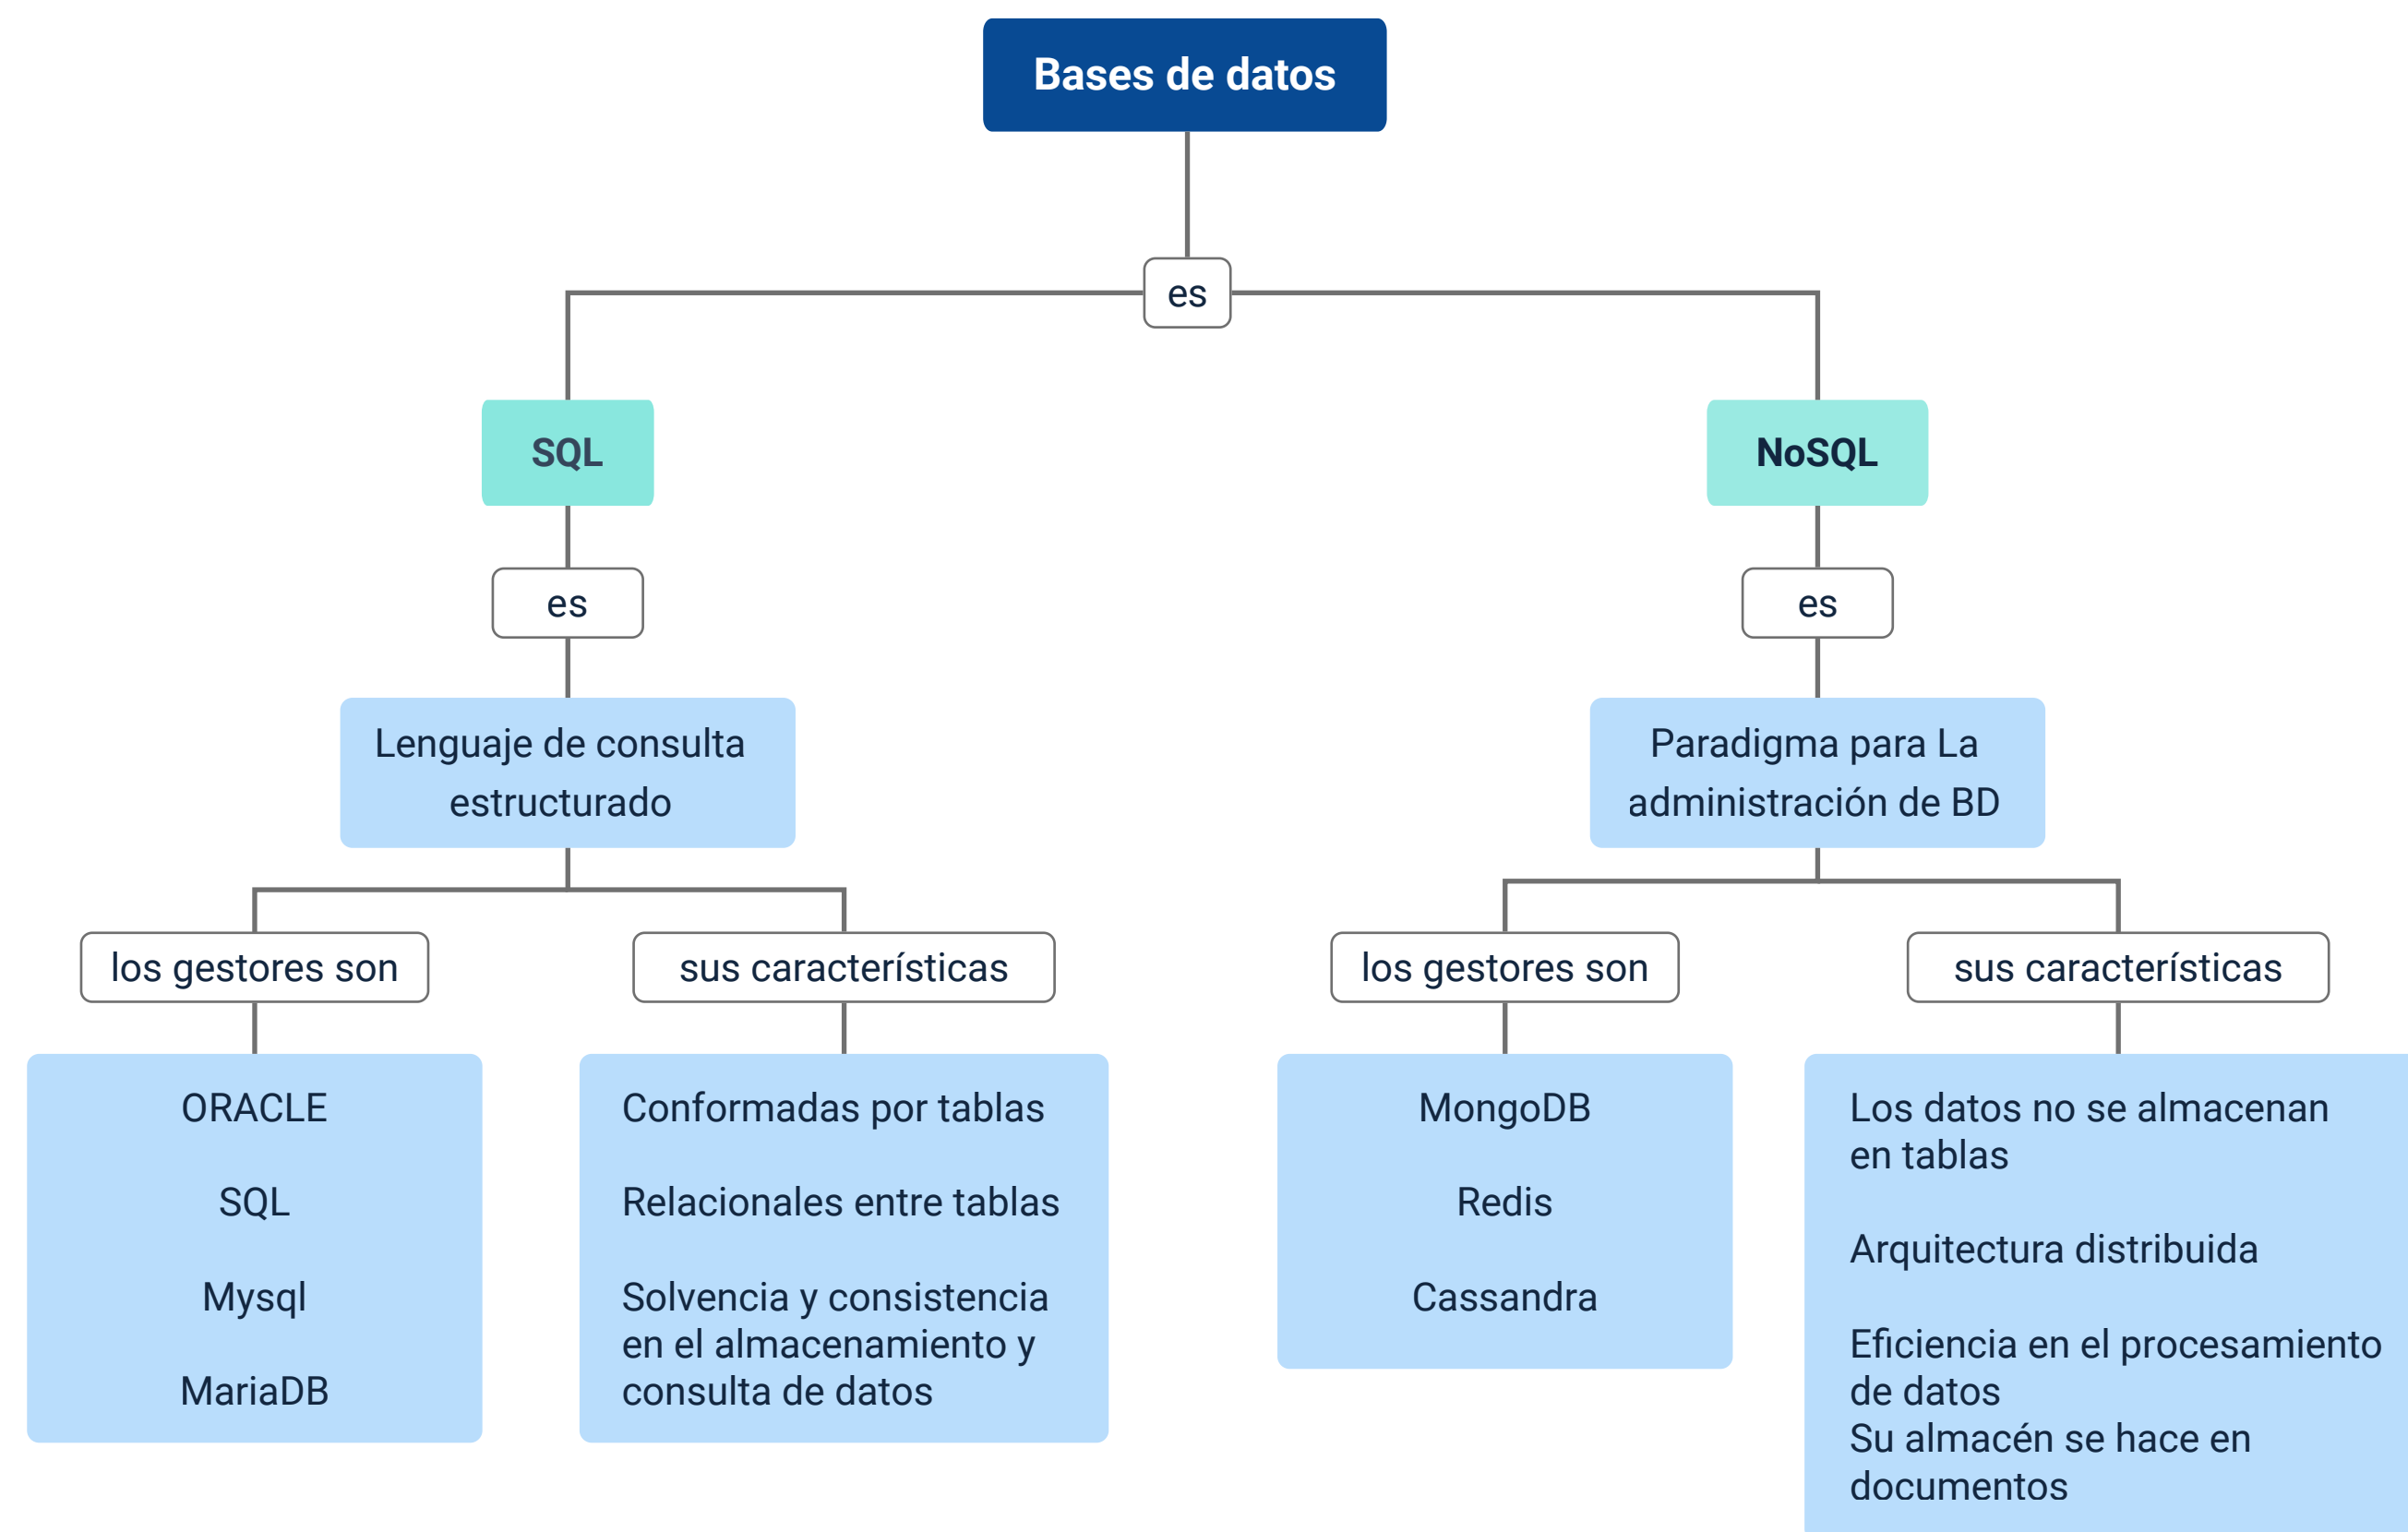 Bases de datos
es
SQL
NoSQL
es
es
Lenguaje de consulta
estructurado
Paradigma para La
administración de BD
los gestores son
sus características
los gestores son
sus características
ORACLE
SQL
Mysql
MariaDB
Conformadas por tablas
Relacionales entre tablas
Solvencia y consistencia
en el almacenamiento y
consulta de datos
MongoDB
Redis
Cassandra
Los datos no se almacenan
en tablas
Arquitectura distribuida
Eficiencia en el procesamiento
de datos
Su almacén se hace en
documentos